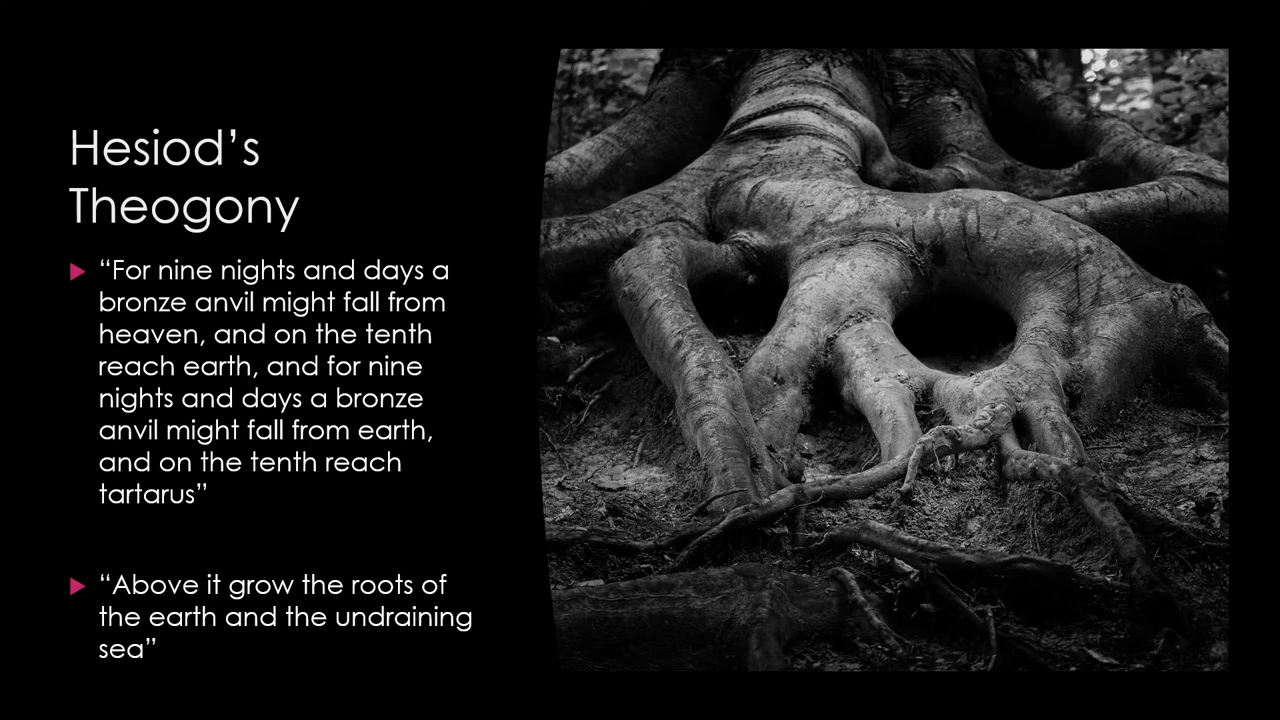 Hesiod’s
Theogony
“For nine nights and days a
bronze anvil might fall from
heaven, and on the tenth
reach earth, and for nine
nights and days a bronze
anvil might fall from earth,
and on the tenth reach
tartarus”
“Above it grow the roots of
the earth and the undraining
sea”